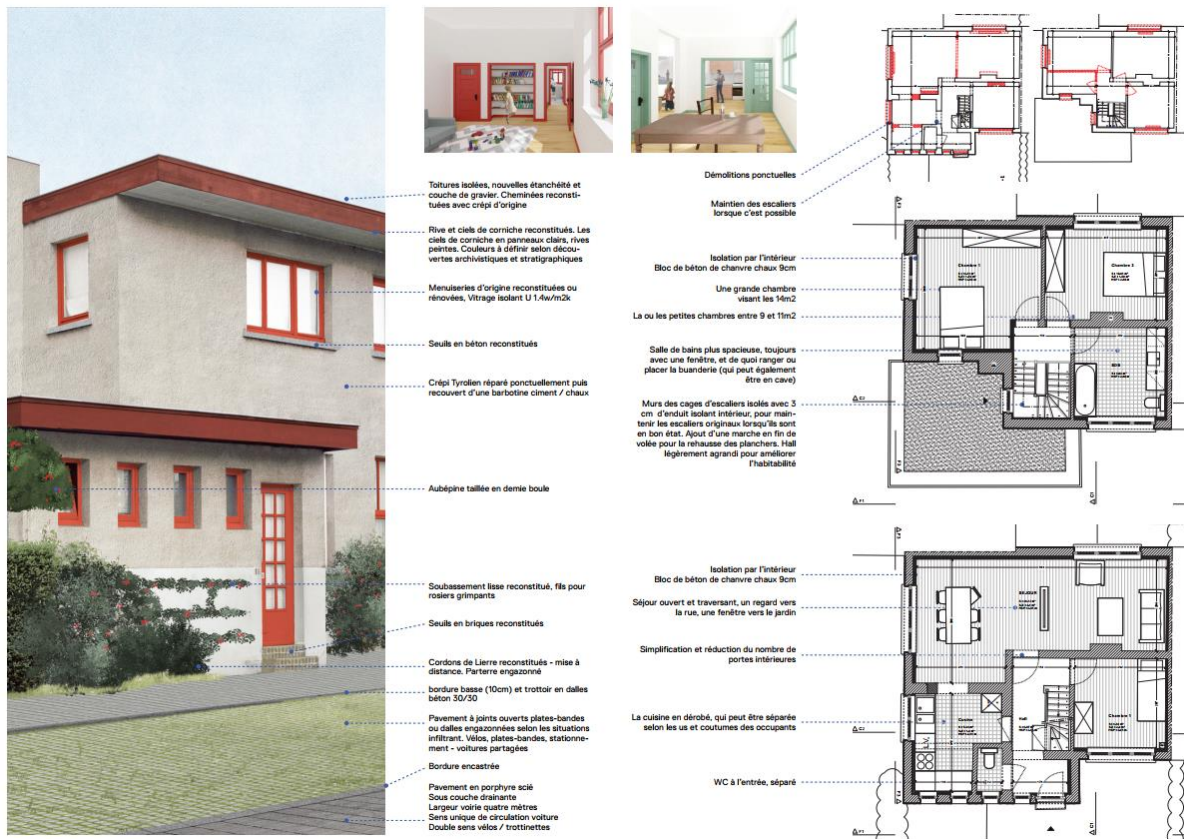 Toitures isolées, nouvelles étanchéité et
couche de gravier. Cheminées reconsti-
tuées avec crépi d'origine
Rive et ciels de corniche reconstitués. Les
ciels de corniche en panneaux clairs, rives
peintes. Couleurs à définir selon décou-
vertes archivistiques et stratigraphiques
Menuiseries d'origine reconstituées ou
rénovées, Vitrage isolant U 1.4w/m2k
Seuils en béton reconstitués
Crépi Tyrolien réparé ponctuellement puis
recouvert d'une barbotine ciment / chaux
Aubépine taillée en demie boule
Soubassement lisse reconstitué, fils pour
rosiers grimpants
Seuils en briques reconstitués
Cordons de Lierre reconstitués - mise à
distance. Parterre engazonné
bordure basse (10cm) et trottoir en dalles
béton 30/30
Pavement à joints ouverts plates-bandes
ou dalles engazonnées selon les situations
infiltrant. Vélos, plates-bandes, stationne-
ment - voitures partagées
Bordure encastrée
Pavement en porphyre scié
Sous couche drainante
Largeur voirie quatre mètres
Sens unique de circulation voiture
Double sens vélos / trottinettes
Démolitions ponctuelles
Maintien des escaliers
lorsque c'est possible
Isolation par l'intérieur
Bloc de béton de chanvre chaux 9cm
Une grande chambre
visant les 14m2
La ou les petites chambres entre 9 et 11m2
Salle de bains plus spacieuse, toujours
avec une fenêtre, et de quoi ranger ou
placer la buanderie (qui peut également
être en cave)
Murs des cages d'escaliers isolés avec 3
cm d'enduit isolant intérieur, pour main-
tenir les escaliers originaux lorsqu'ils sont
en bon état. Ajout d'une marche en fin de
volée pour la rehausse des planchers. Hall
légèrement agrandi pour améliorer
l'habitabilité
Chambre 1
Chambre 2
Isolation par l'intérieur
Bloc de béton de chanvre chaux 9cm
Séjour ouvert et traversant, un regard vers
la rue, une fenêtre vers le jardin
Simplification et réduction du nombre de
portes intérieures
La cuisine en dérobé, qui peut être séparée
selon les us et coutumes des occupants
WC à l'entrée, séparé
SEJOUR
Cuisine
Hall
L.V.